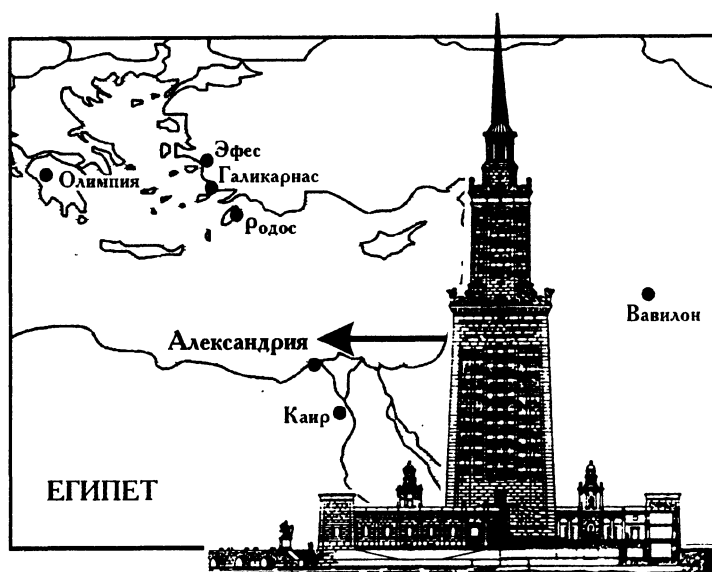 Эфес
Олимпия
Галикарнас
Родос
Вавилон
Александрия
Каир
ЕГИПЕТ